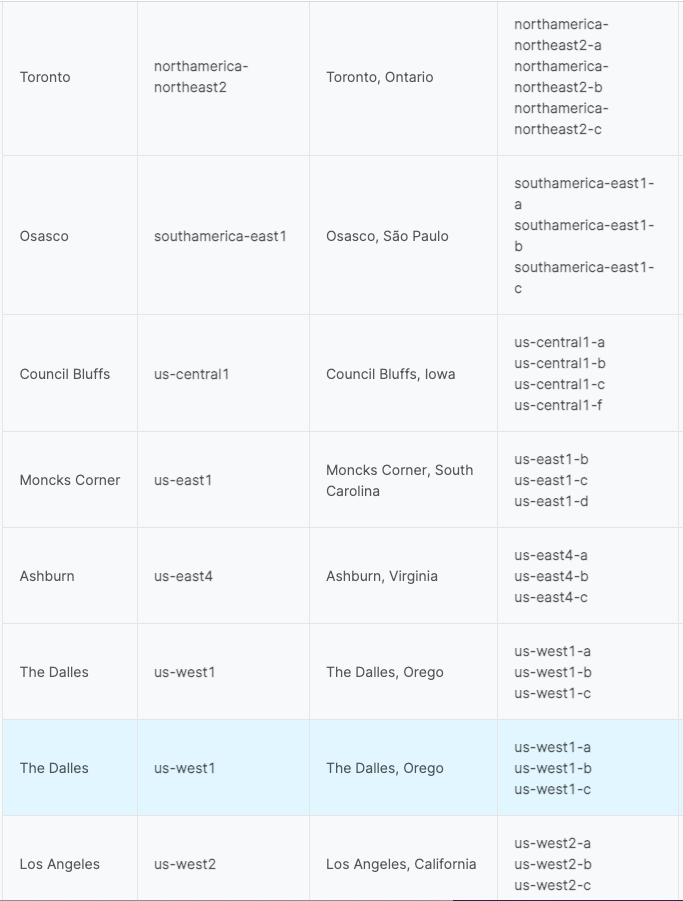 Toronto
northamerica-
northeast2
Toronto, Ontario
northamerica-
northeast2-a
northamerica-
northeast2-b
northamerica-
northeast2-c
Osasco
southamerica-east1
Osasco, São Paulo
southamerica-east1-
a
southamerica-east1-
b
southamerica-east1-
c
Council Bluffs
us-central1
Council Bluffs, Iowa
us-central1-a
us-central1-b
us-central1-c
us-central1-f
Moncks Corner
us-east1
Moncks Corner, South
Carolina
us-east1-b
us-east1-c
us-east1-d
Ashburn
us-east4
Ashburn, Virginia
us-east4-a
us-east4-b
us-east4-c
The Dalles
us-west1
The Dalles, Orego
us-west1-a
us-west1-b
us-west1-c
The Dalles
us-west1
The Dalles, Orego
us-west1-a
us-west1-b
us-west1-c
Los Angeles
us-west2
Los Angeles, California
us-west2-a
us-west2-b
us-west2-c